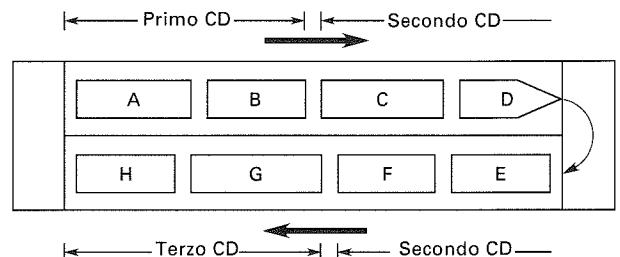 Primo CD Secondo CD
A B C D
H G F E
Terzo CD Secondo CD